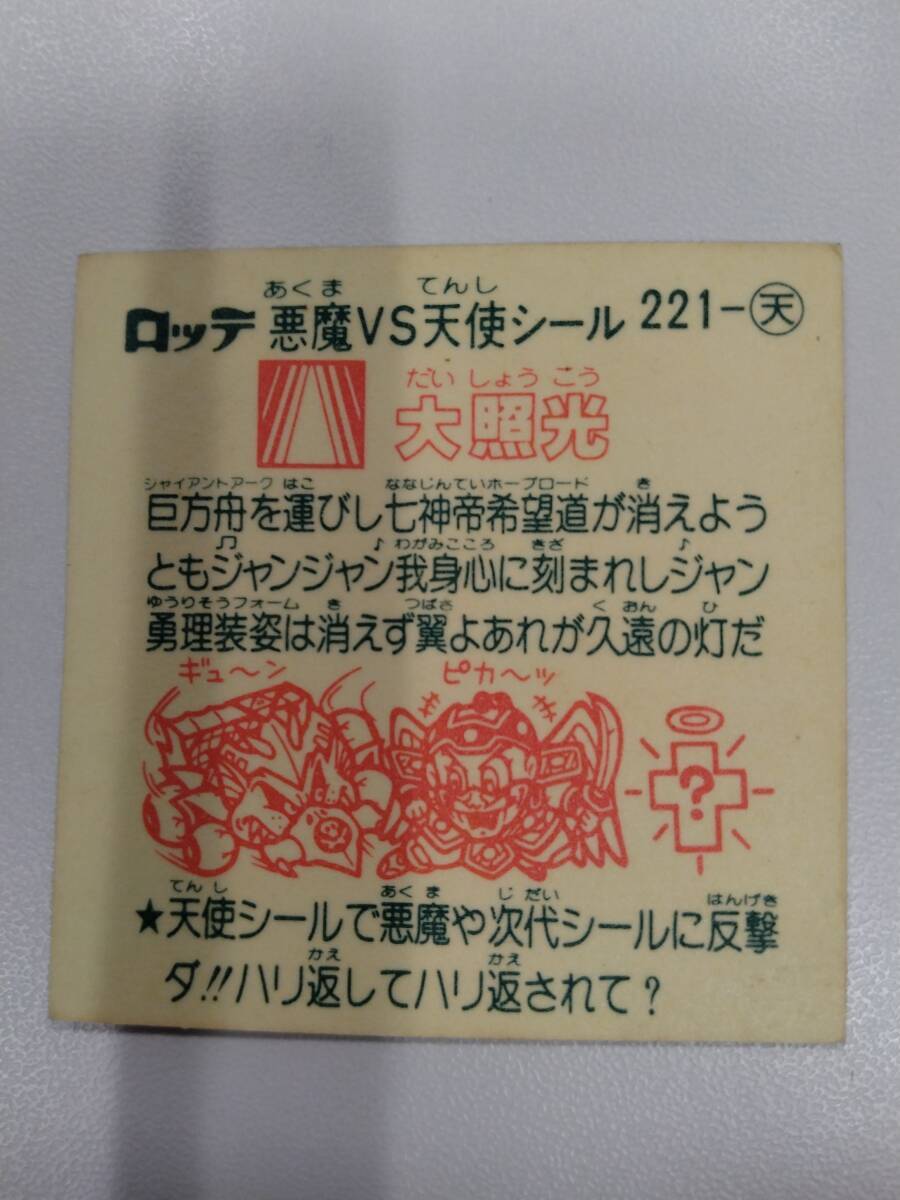 あくま てんし
ロッテ 悪魔VS天使シール 221-天
だいしょうこう
大照光
シャイアントアーク はこ ななじんていホープロード き
巨方舟を運びし七神帝希望道が消えよう
♫ ♪ わがみこころ きざ ♪
ともジャンジャン我身心に刻まれしジャン
ゆうりそうフォーム き つばさ く おん ひ
勇理装姿は消えず翼よあれが久遠の灯だ
ギュ〜ン ピカ〜ッ
?
てんし あくま じだい はんげき
★天使シールで悪魔や次代シールに反撃
かえ かえ
ダ!!ハリ返してハリ返されて?